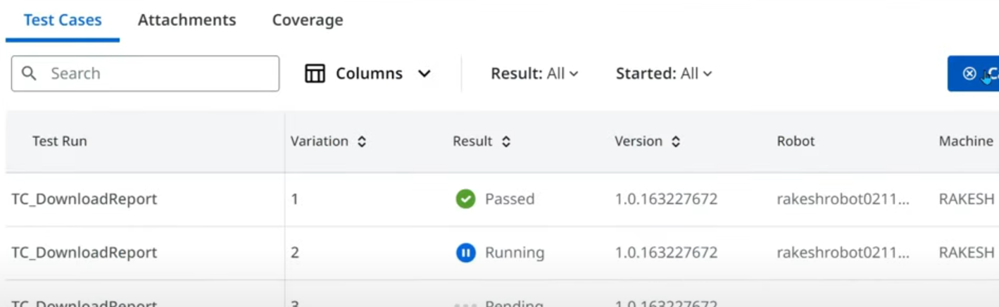 Test Cases Attachments Coverage
Search Columns Result: All Started: All
Test Run Variation Result Version Robot Machine
TC_DownloadReport 1 Passed 1.0.163227672 rakeshrobot0211... RAKESH
TC_DownloadReport 2 Running 1.0.163227672 rakeshrobot0211... RAKESH
TC_DownloadReport 3 Pending 1.0.163227672